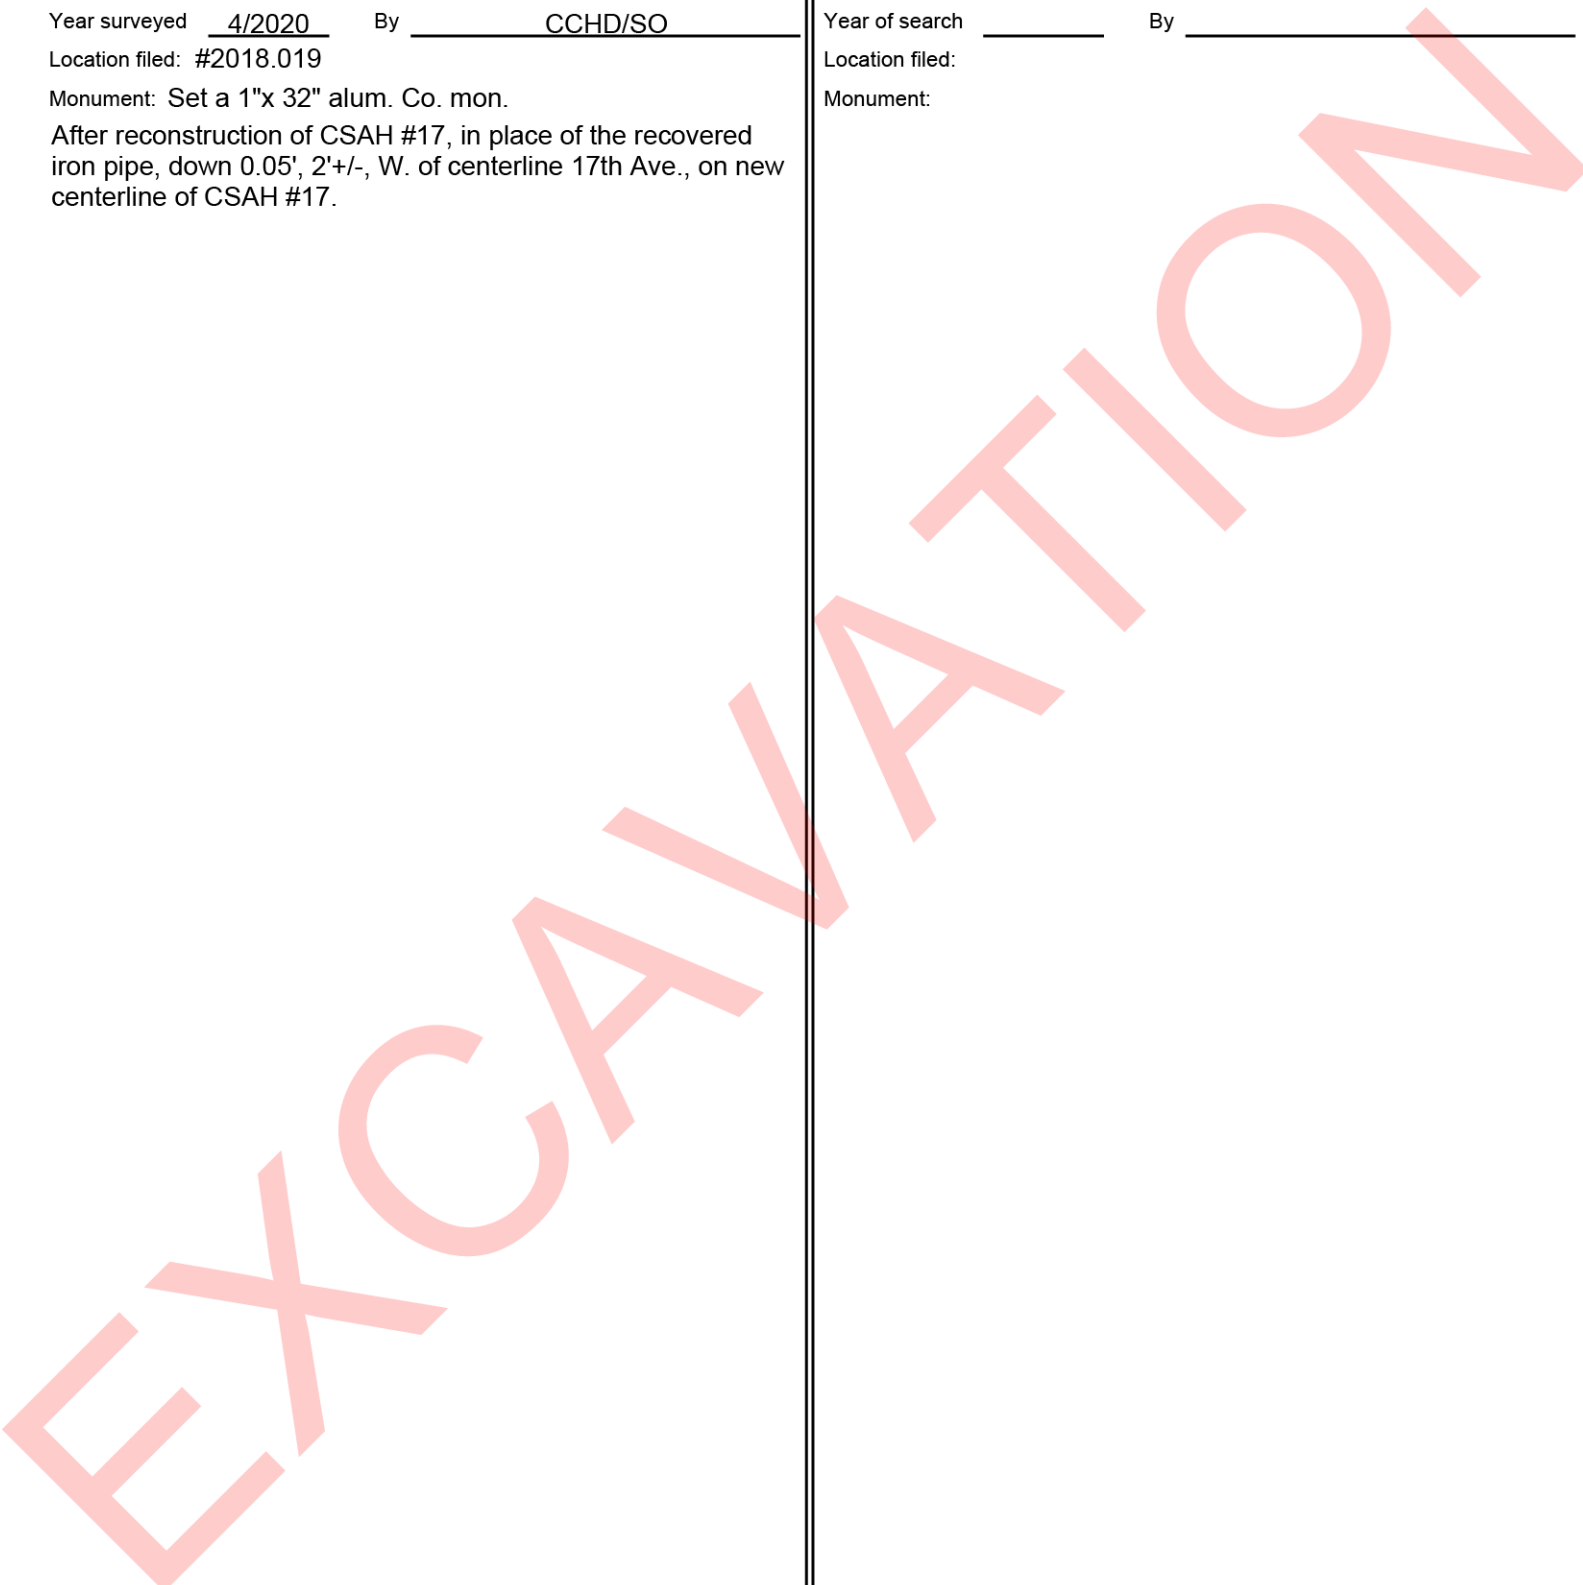 Year surveyed 4/2020 By CCHD/SO
Location filed: #2018.019
Monument: Set a 1"x 32" alum. Co. mon.
After reconstruction of CSAH #17, in place of the recovered
iron pipe, down 0.05', 2'+/-, W. of centerline 17th Ave., on new
centerline of CSAH #17.
Year of search By
Location filed:
Monument:
EXCAVATION